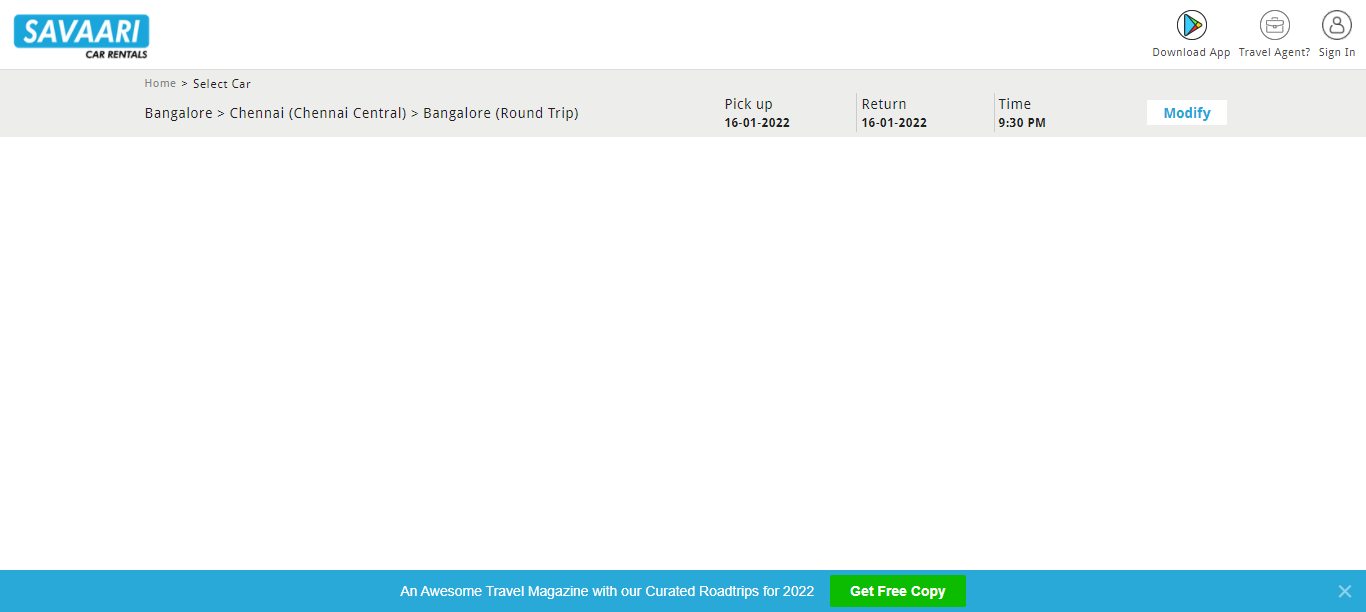 SAVAARI
CAR RENTALS
Download App
Travel Agent?
Sign In
Home > Select Car
Bangalore > Chennai (Chennai Central) > Bangalore (Round Trip)
Pick up
16-01-2022
Return
16-01-2022
Time
9:30 PM
Modify
An Awesome Travel Magazine with our Curated Roadtrips for 2022
Get Free Copy